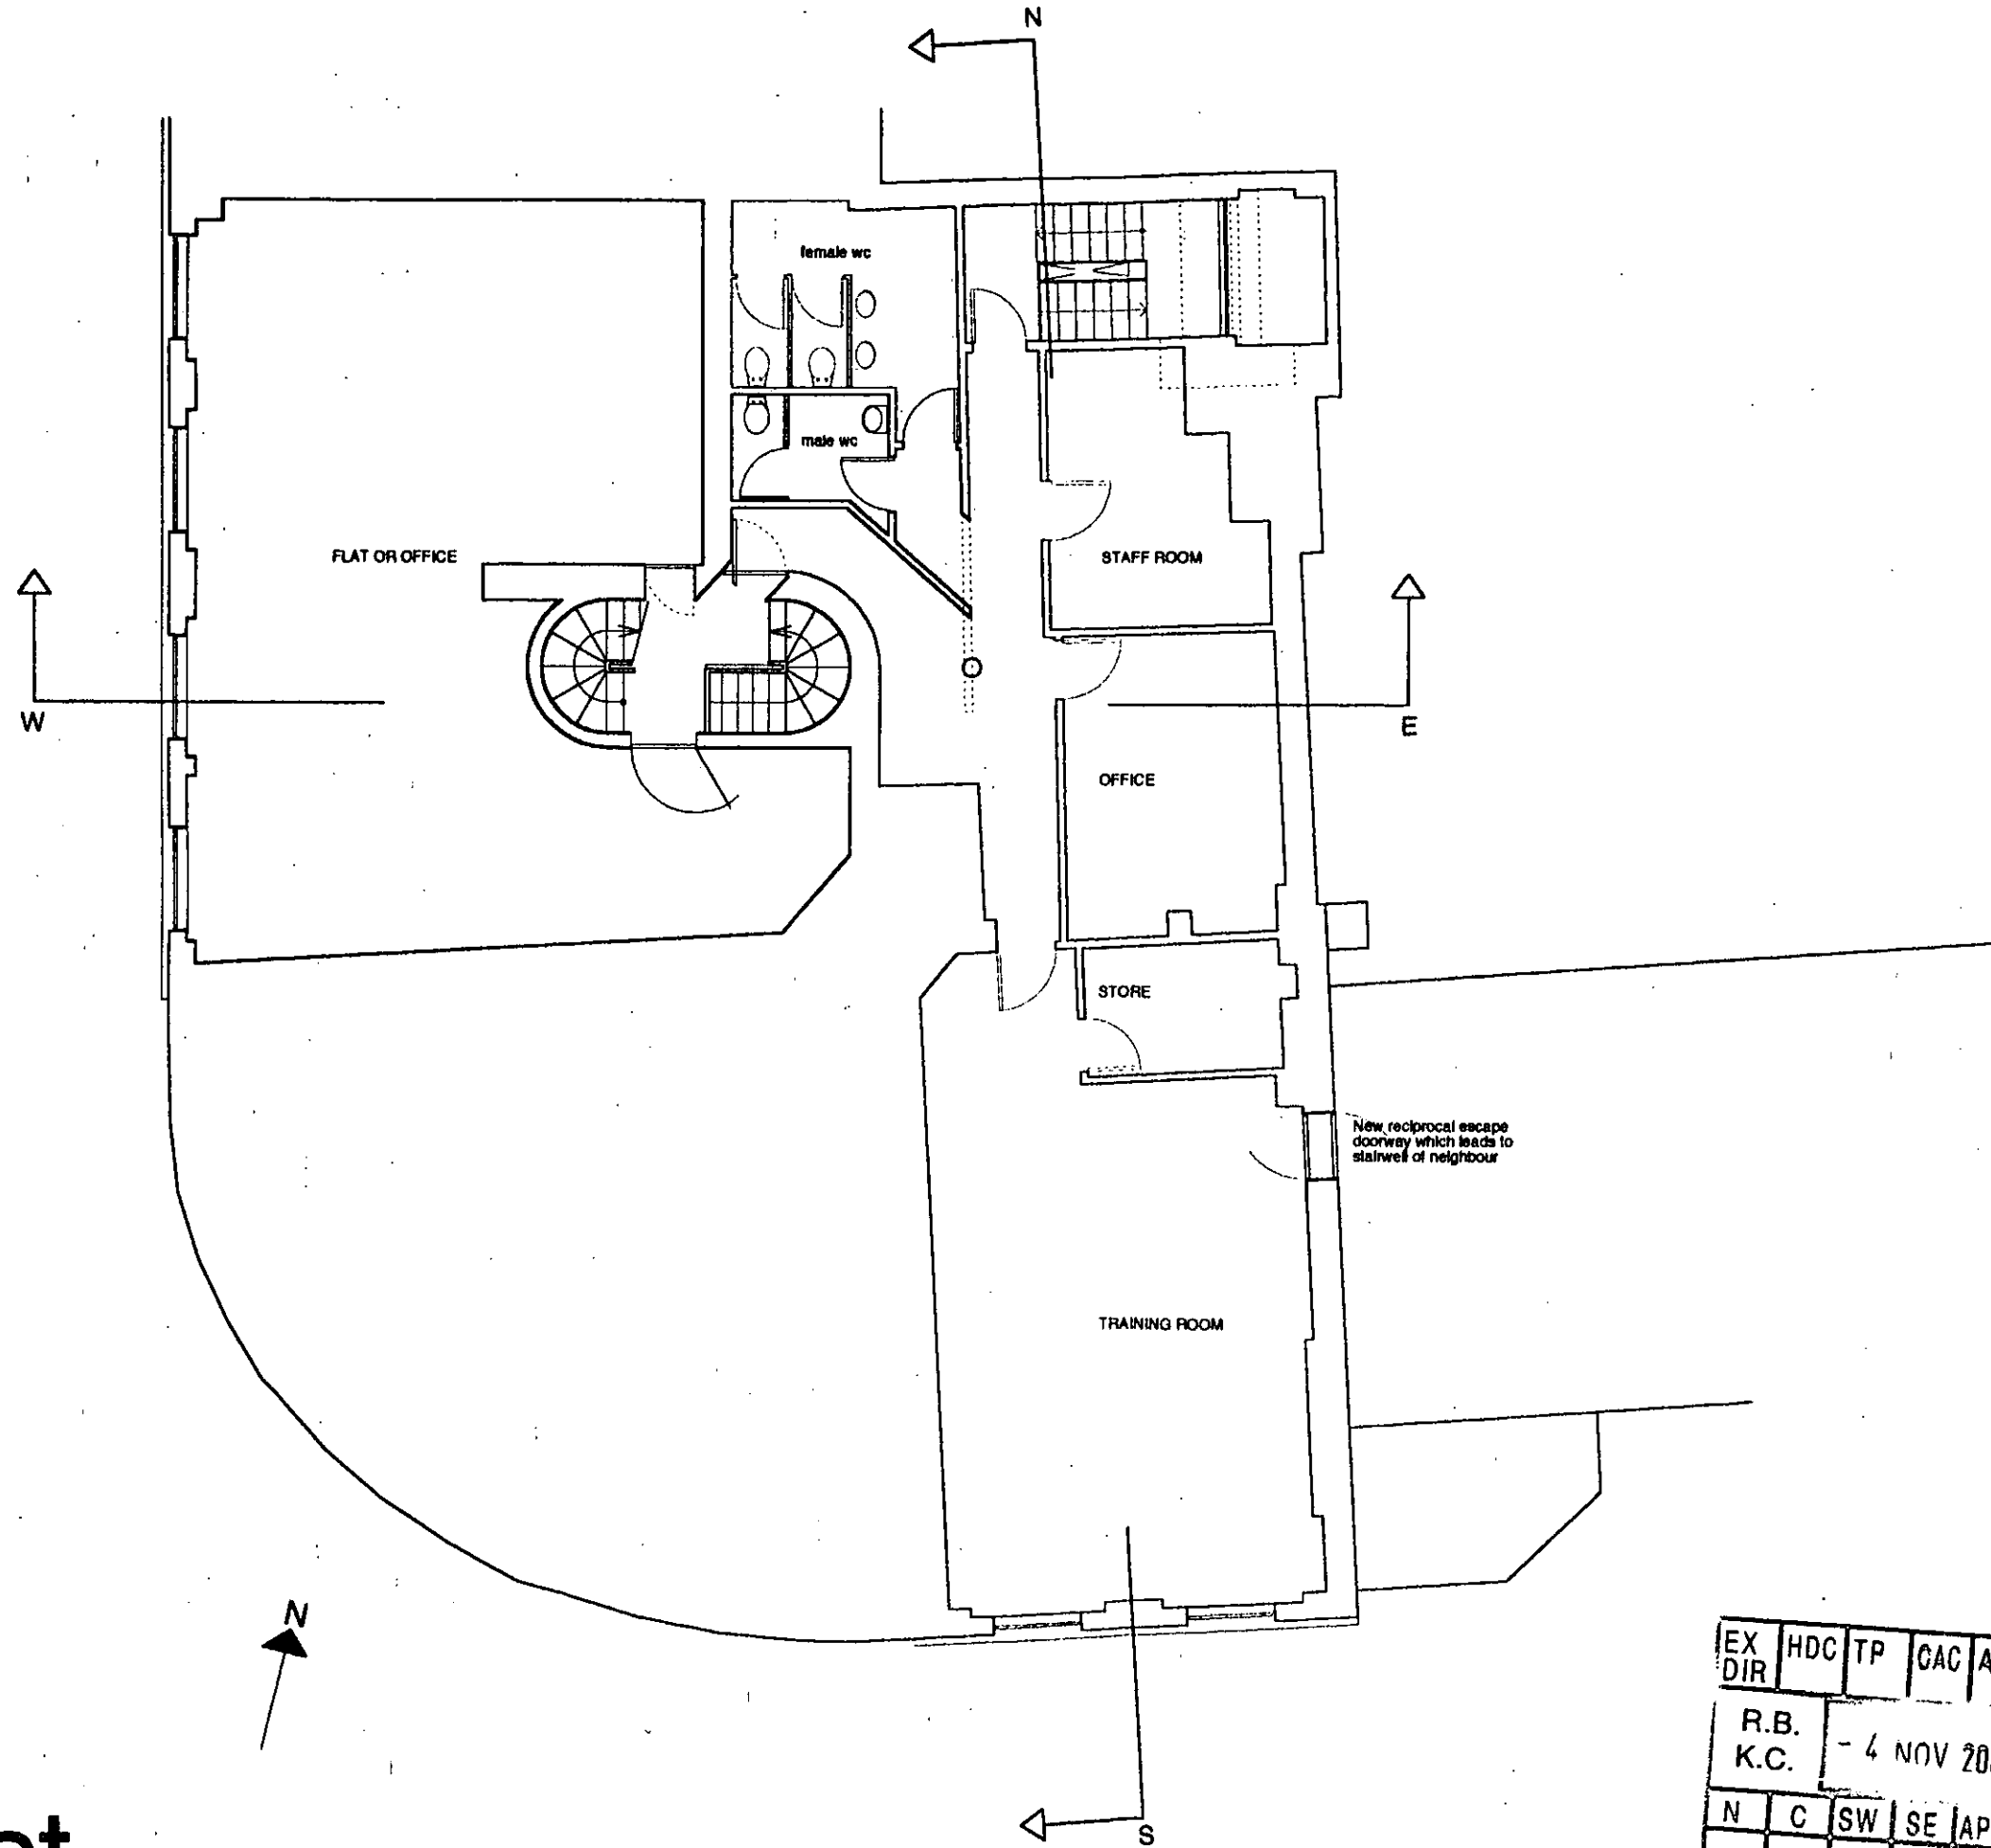 N
female wc
male wc
FLAT OR OFFICE
STAFF ROOM
W
E
OFFICE
STORE
New reciprocal escape
doorway which leads to
stairwell of neighbour
TRAINING ROOM
N
S
EX DIR HDC TP CAC
R.B.
K.C.
- 4 NOV
N C SW SE